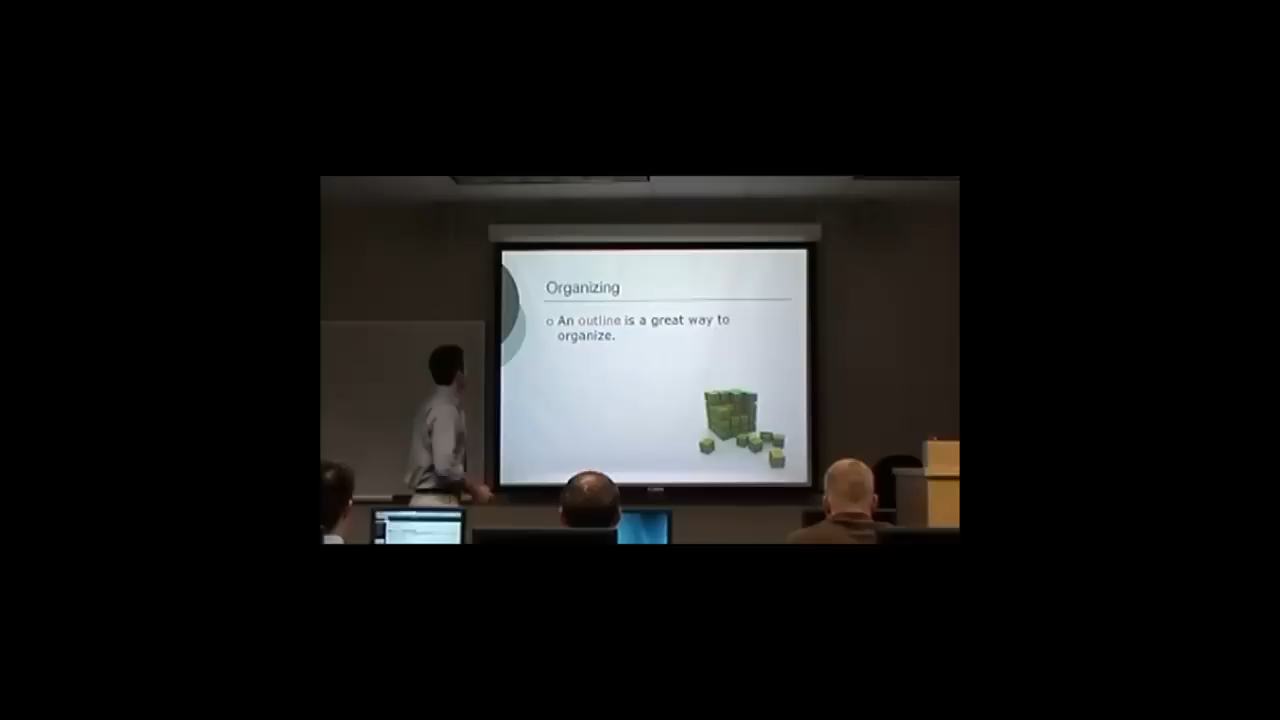 Organizing
o An outline is a great way to
organize.